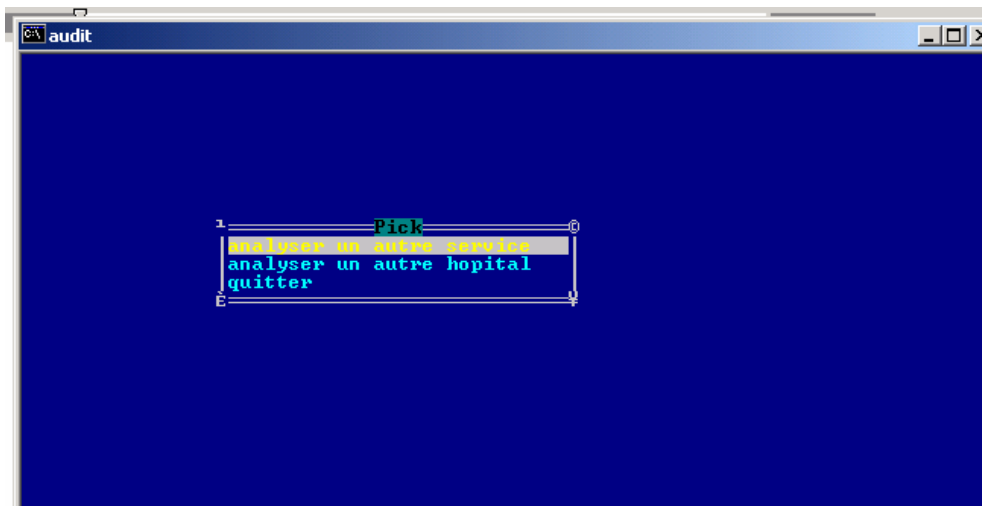 audit
Pick
analyser un autre service
analyser un autre hopital
quitter